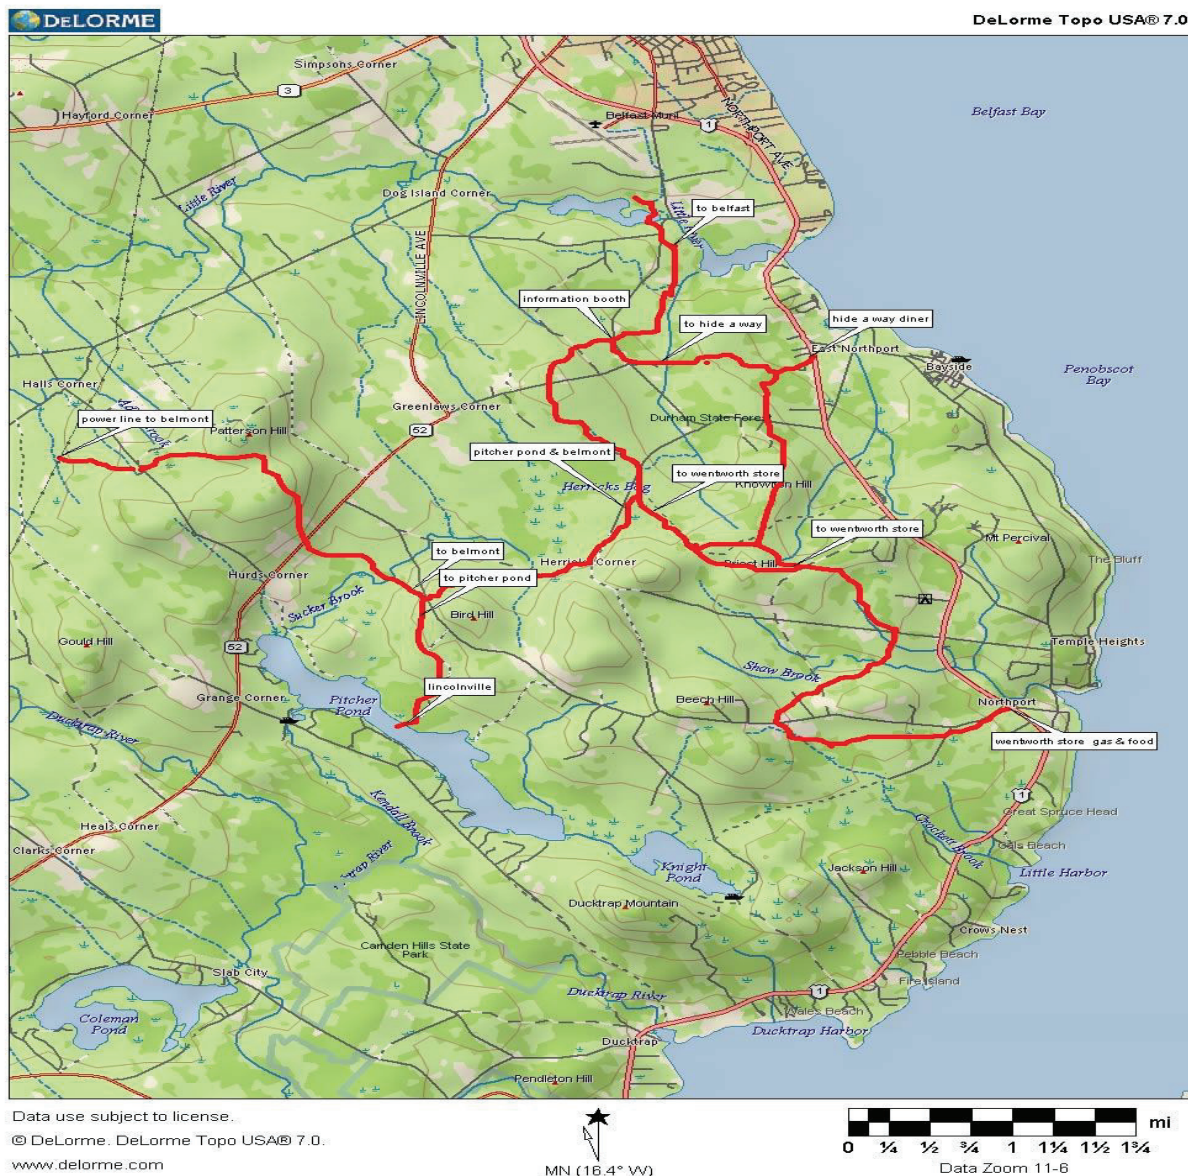 DELORME
DeLorme Topo USA® 7.0
Simpsons Corner
3
Hayford Corner
Belfast Munl
1
NORTHPORT AVE
Belfast Bay
Little River
Dog Island Corner
Little River
to belfast
LINCOLNVILLE AVE
information booth
to hide a way
hide a way diner
East Northport
Bayside
Penobscot
Bay
Halls Corner
power line to belmont
Patterson Hill
Greenlaws Corner
52
Durham State Forest
pitcher pond & belmont
to wentworth store
Herricks Bog
Knowlton Hill
to wentworth store
Mt Percival
The Bluff
to belmont
Herricks Corner
Priest Hill
Hurds Corner
to pitcher pond
Sucker Brook
Bird Hill
Gould Hill
52
Temple Heights
Shaw Brook
lincolnville
Pitcher
Pond
Grange Corner
Beech Hill
Northport
Ducktrap River
wentworth store gas & food
Kendall Brook
1
Great Spruce Head
Heals Corner
Crockett Brook
Gals Beach
Clarks Corner
Knight
Pond
Jackson Hill
Little Harbor
Ducktrap Mountain
Camden Hills State
Park
Crows Nest
Pebble Beach
Slab City
Fire Island
Ducktrap River
1
Wales Beach
Coleman
Pond
Ducktrap Harbor
Ducktrap
Pendleton Hill
Data use subject to license.
© DeLorme. DeLorme Topo USA® 7.0.
www.delorme.com
MN (16.4° W)
mi
0 ¼ ½ ¾ 1 1¼ 1½ 1¾
Data Zoom 11-6